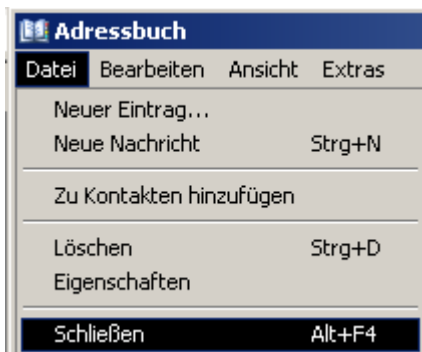 Adressbuch
Datei Bearbeiten Ansicht Extras
Neuer Eintrag...
Neue Nachricht Strg+N
Zu Kontakten hinzufügen
Löschen Strg+D
Eigenschaften
Schließen Alt+F4